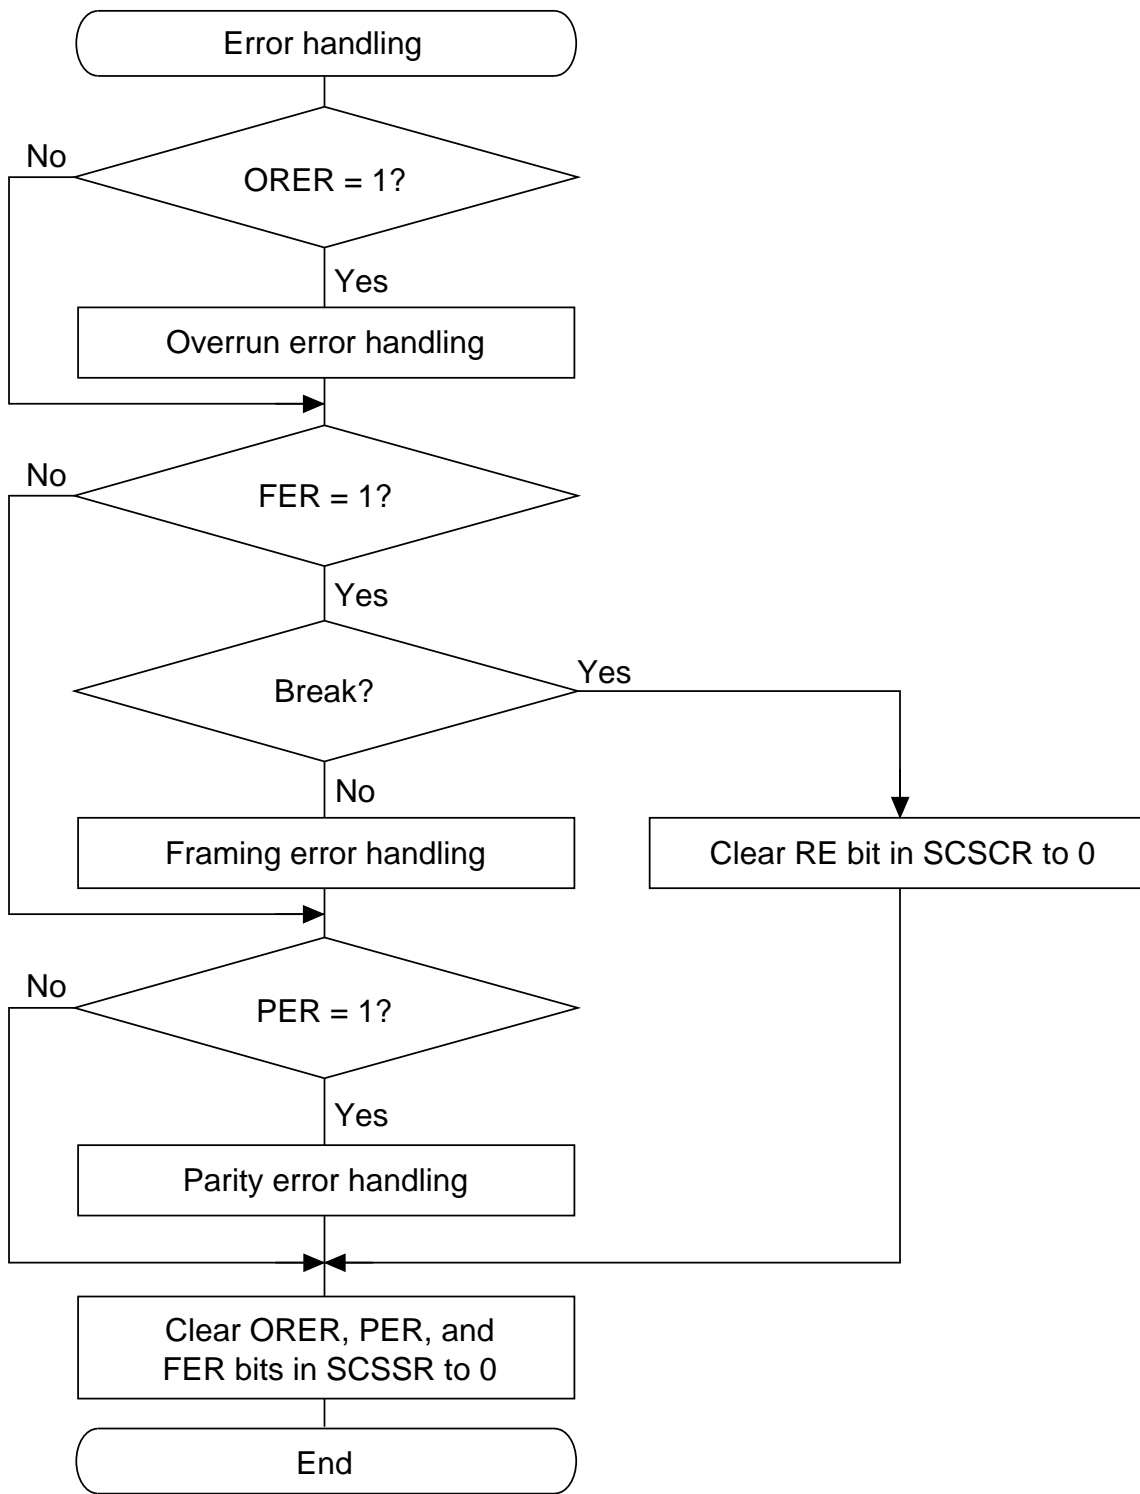 Error handling
No
ORER = 1?
Yes
Overrun error handling
No
FER = 1?
Yes
Break?
Yes
No
Framing error handling
Clear RE bit in SCSCR to 0
No
PER = 1?
Yes
Parity error handling
Clear ORER, PER, and
FER bits in SCSSR to 0
End